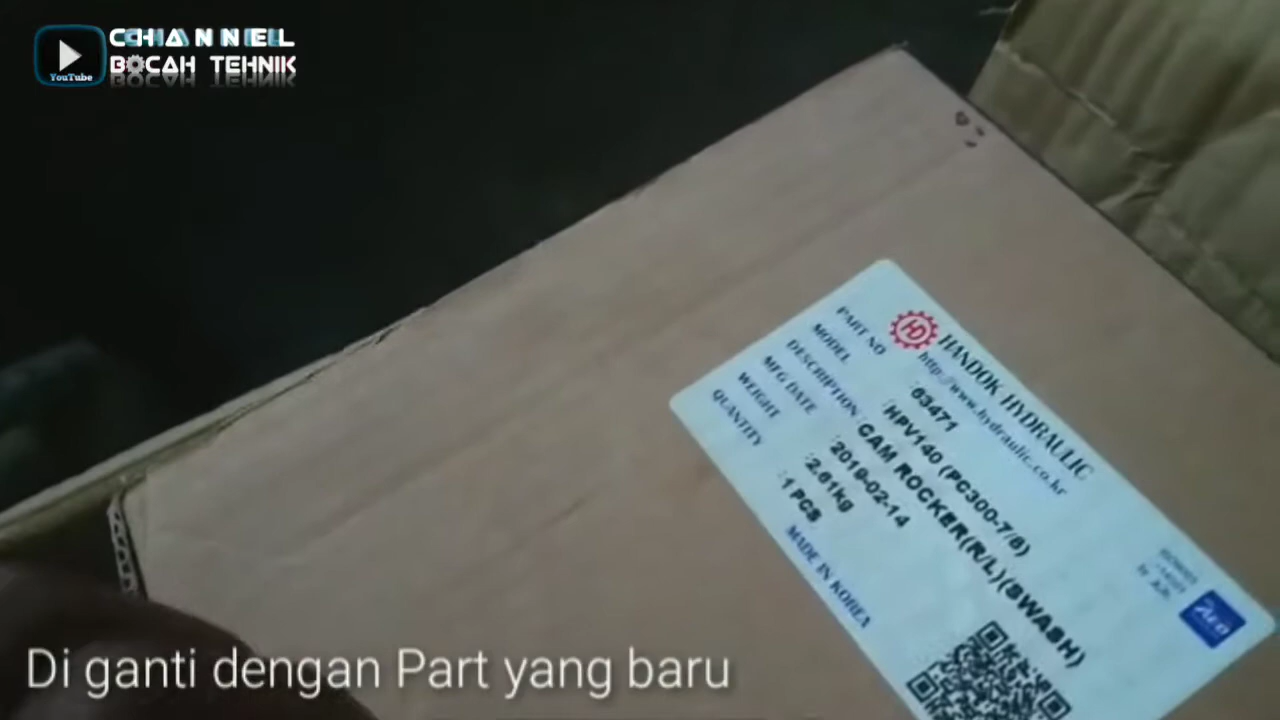 CHANNEL
BOCAH TEHNIK
YouTube
HD HANDOK HYDRAULIC
http://www.hydraulic.co.kr
PART NO : 63471
MODEL : HPV140 (PC300-7/8)
DESCRIPTION : CAM ROCKER(R/L)(SWASH)
MFG DATE : 2019-02-14
WEIGHT : 2.61kg
QUANTITY : 1 PCS
MADE IN KOREA
Di ganti dengan Part yang baru